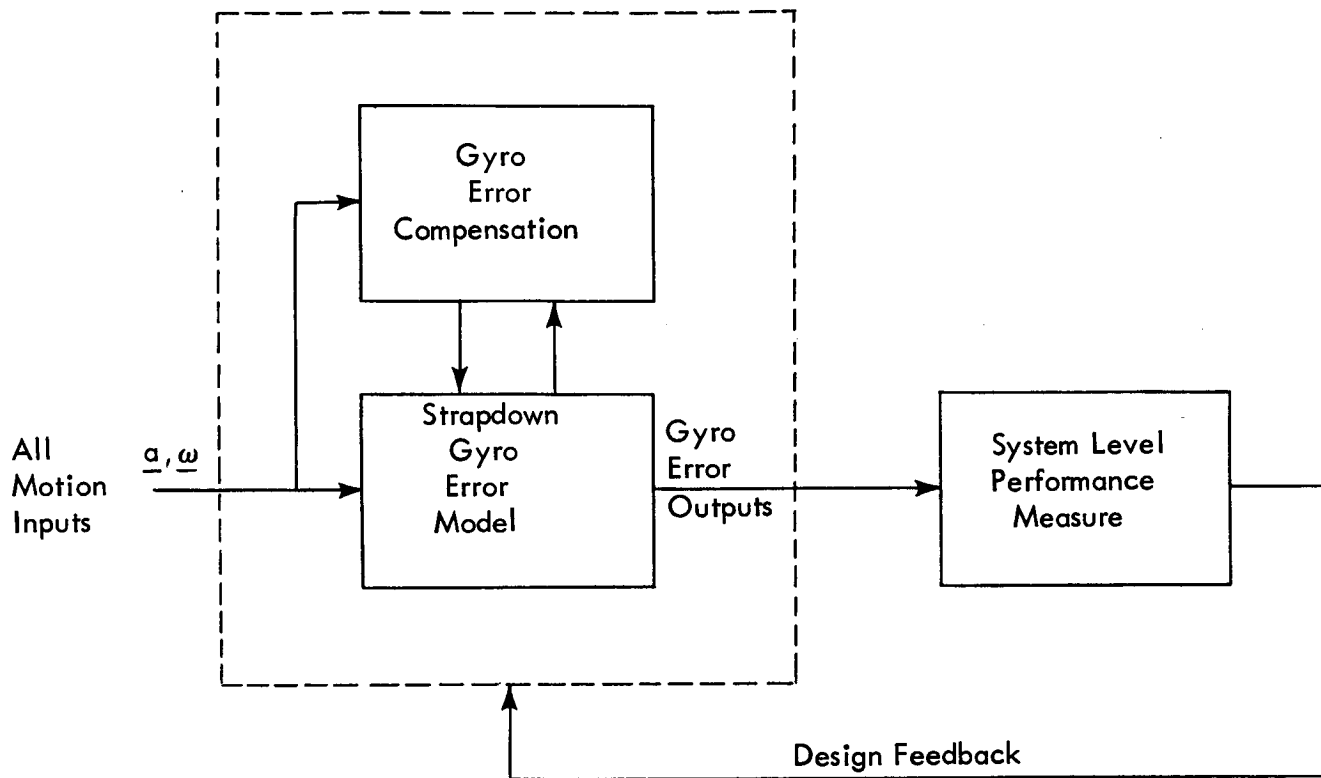 Gyro
Error
Compensation
All
Motion
Inputs
a, ω
Strapdown
Gyro
Error
Model
Gyro
Error
Outputs
System Level
Performance
Measure
Design Feedback